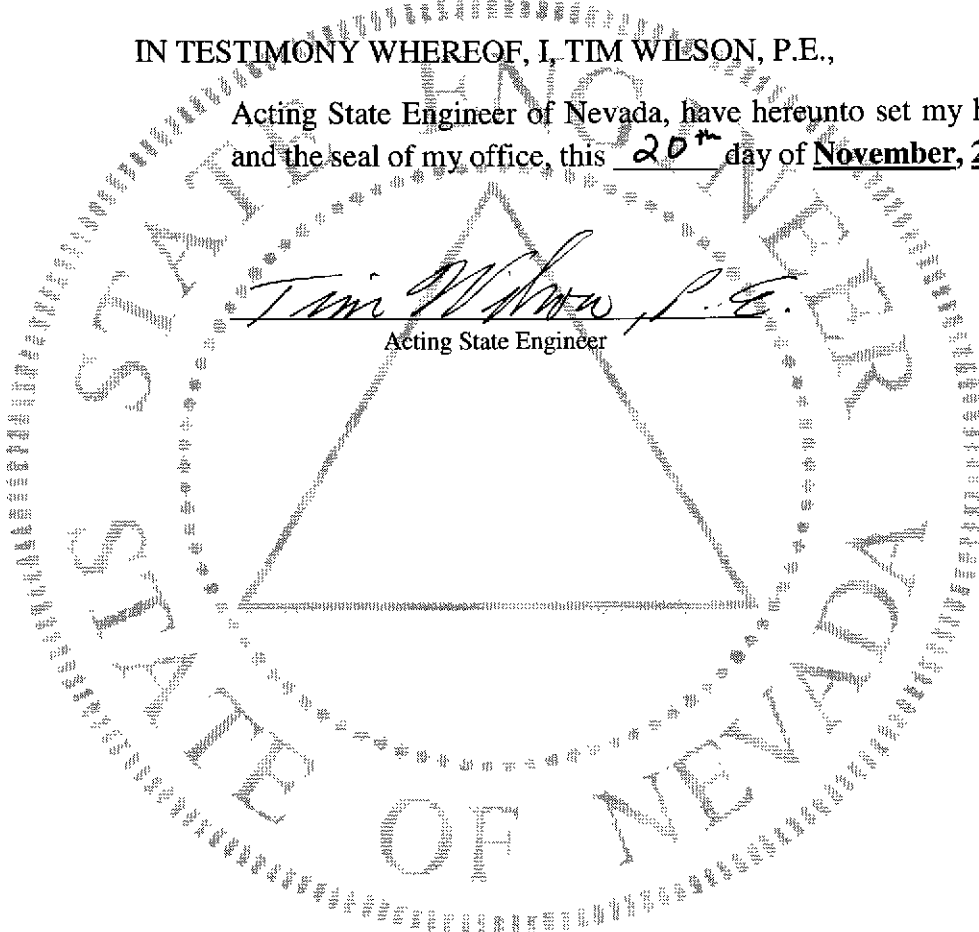 IN TESTIMONY WHEREOF, I, TIM WILSON, P.E.,
Acting State Engineer of Nevada, have hereunto set my
and the seal of my office, this 20th day of November,
Tim Wilson, P.E.
Acting State Engineer
STATE ENGINEER
STATE OF NEVADA